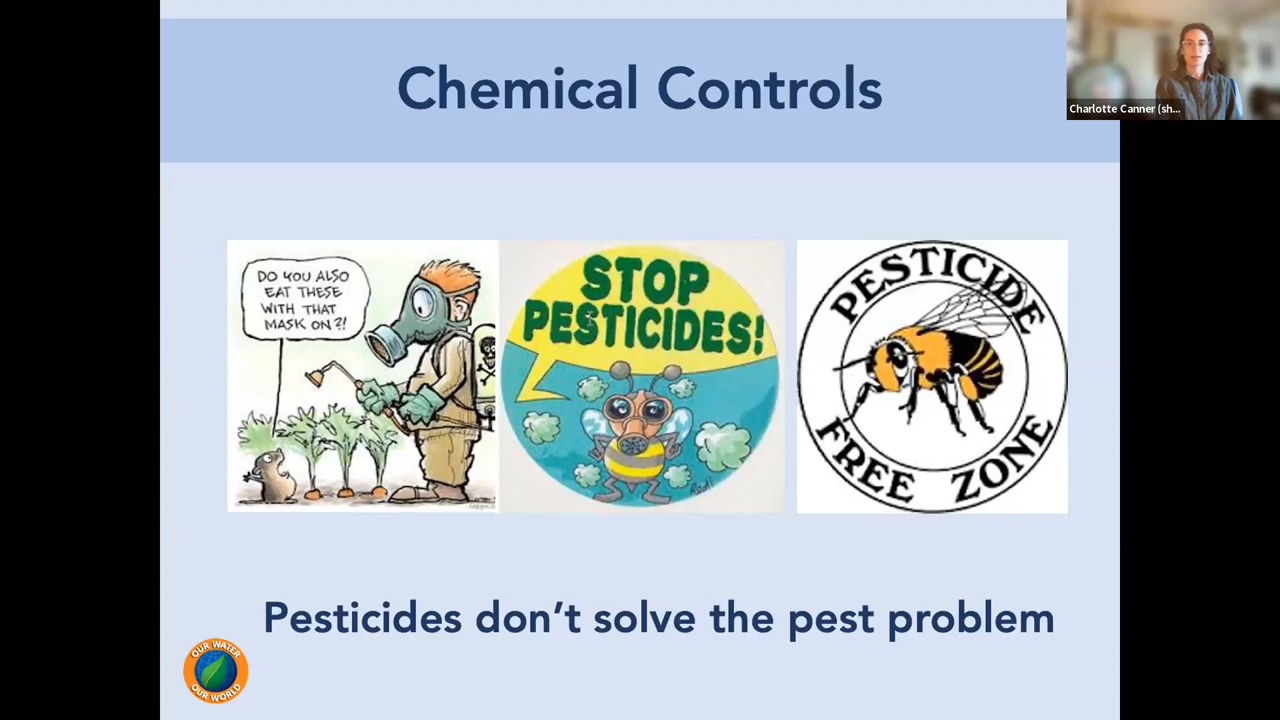 Chemical Controls
Charlotte Canner (sh...
DO YOU ALSO
EAT THESE
WITH THAT
MASK ON?!
STOP
PESTICIDES!
PESTICIDE
FREE ZONE
Pesticides don't solve the pest problem
OUR WATER
OUR WORLD